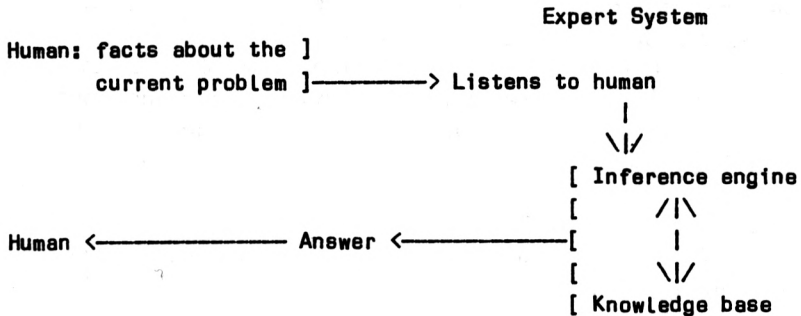 Expert System
Human: facts about the ]
current problem ]————> Listens to human
|
\|/
[ Inference engine
[ /|\
Human <———————— Answer <————————[ |
[ \|/
[ Knowledge base